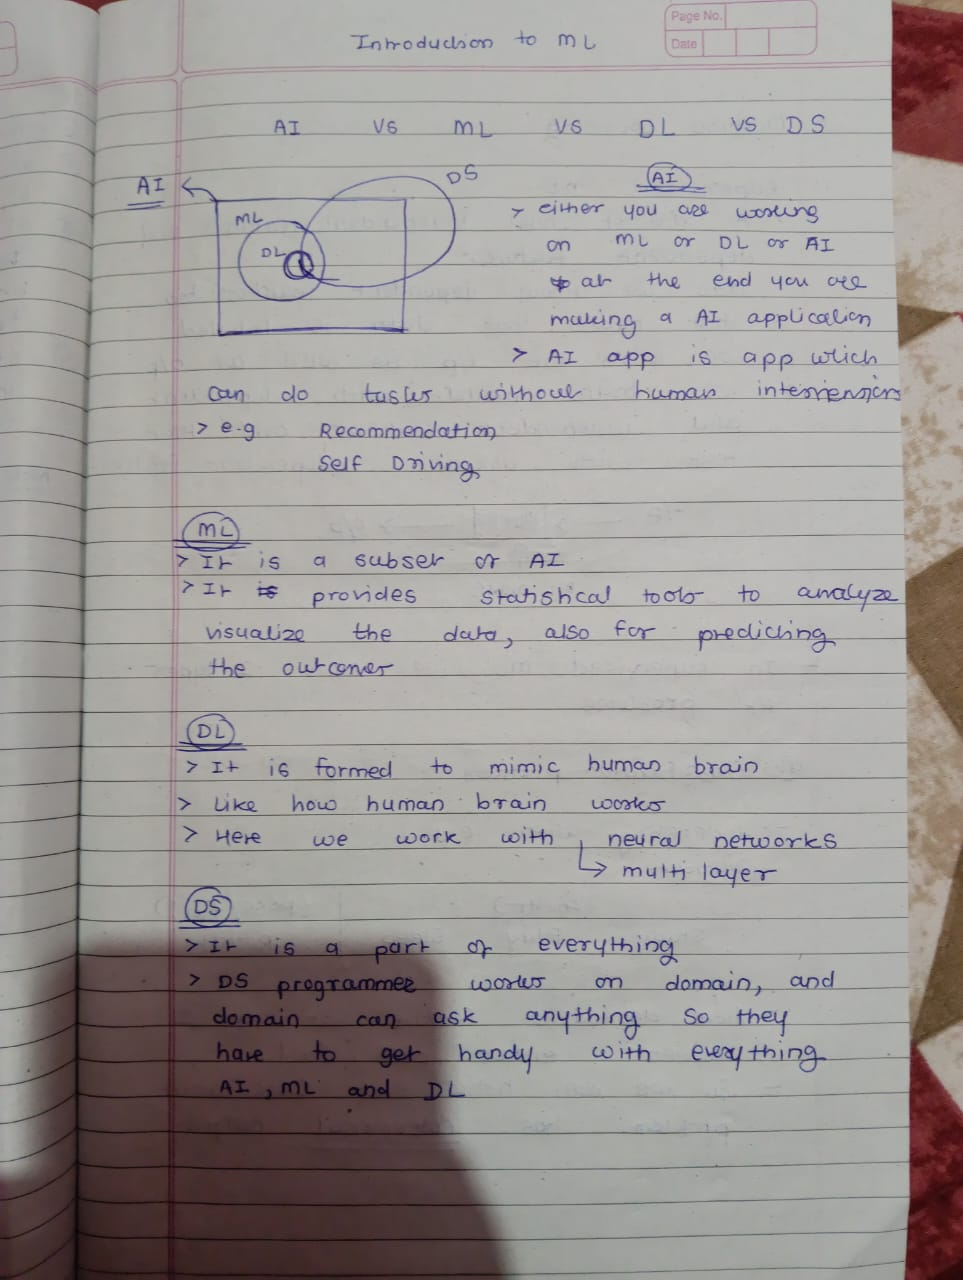 Page No.
Date
Introduction to ML
AI VS ML VS DL VS DS
AI
ML
DL
DS
AI
> either you are working
on ML or DL or AI
at the end you are
making a AI application
> AI app is app which
can do tasks without human intervension
> e.g Recommendation
Self Driving
ML
> It is a subset of AI
> It is provides statistical tools to analyze
visualize the data, also for predicting
the outcomes
DL
> It is formed to mimic human brain
> Like how human brain works
> Here we work with neural networks
↳ multi layer
DS
> It is a part of everything
> DS programmer works on domain, and
domain can ask anything so they
have to get handy with everything
AI, ML and DL